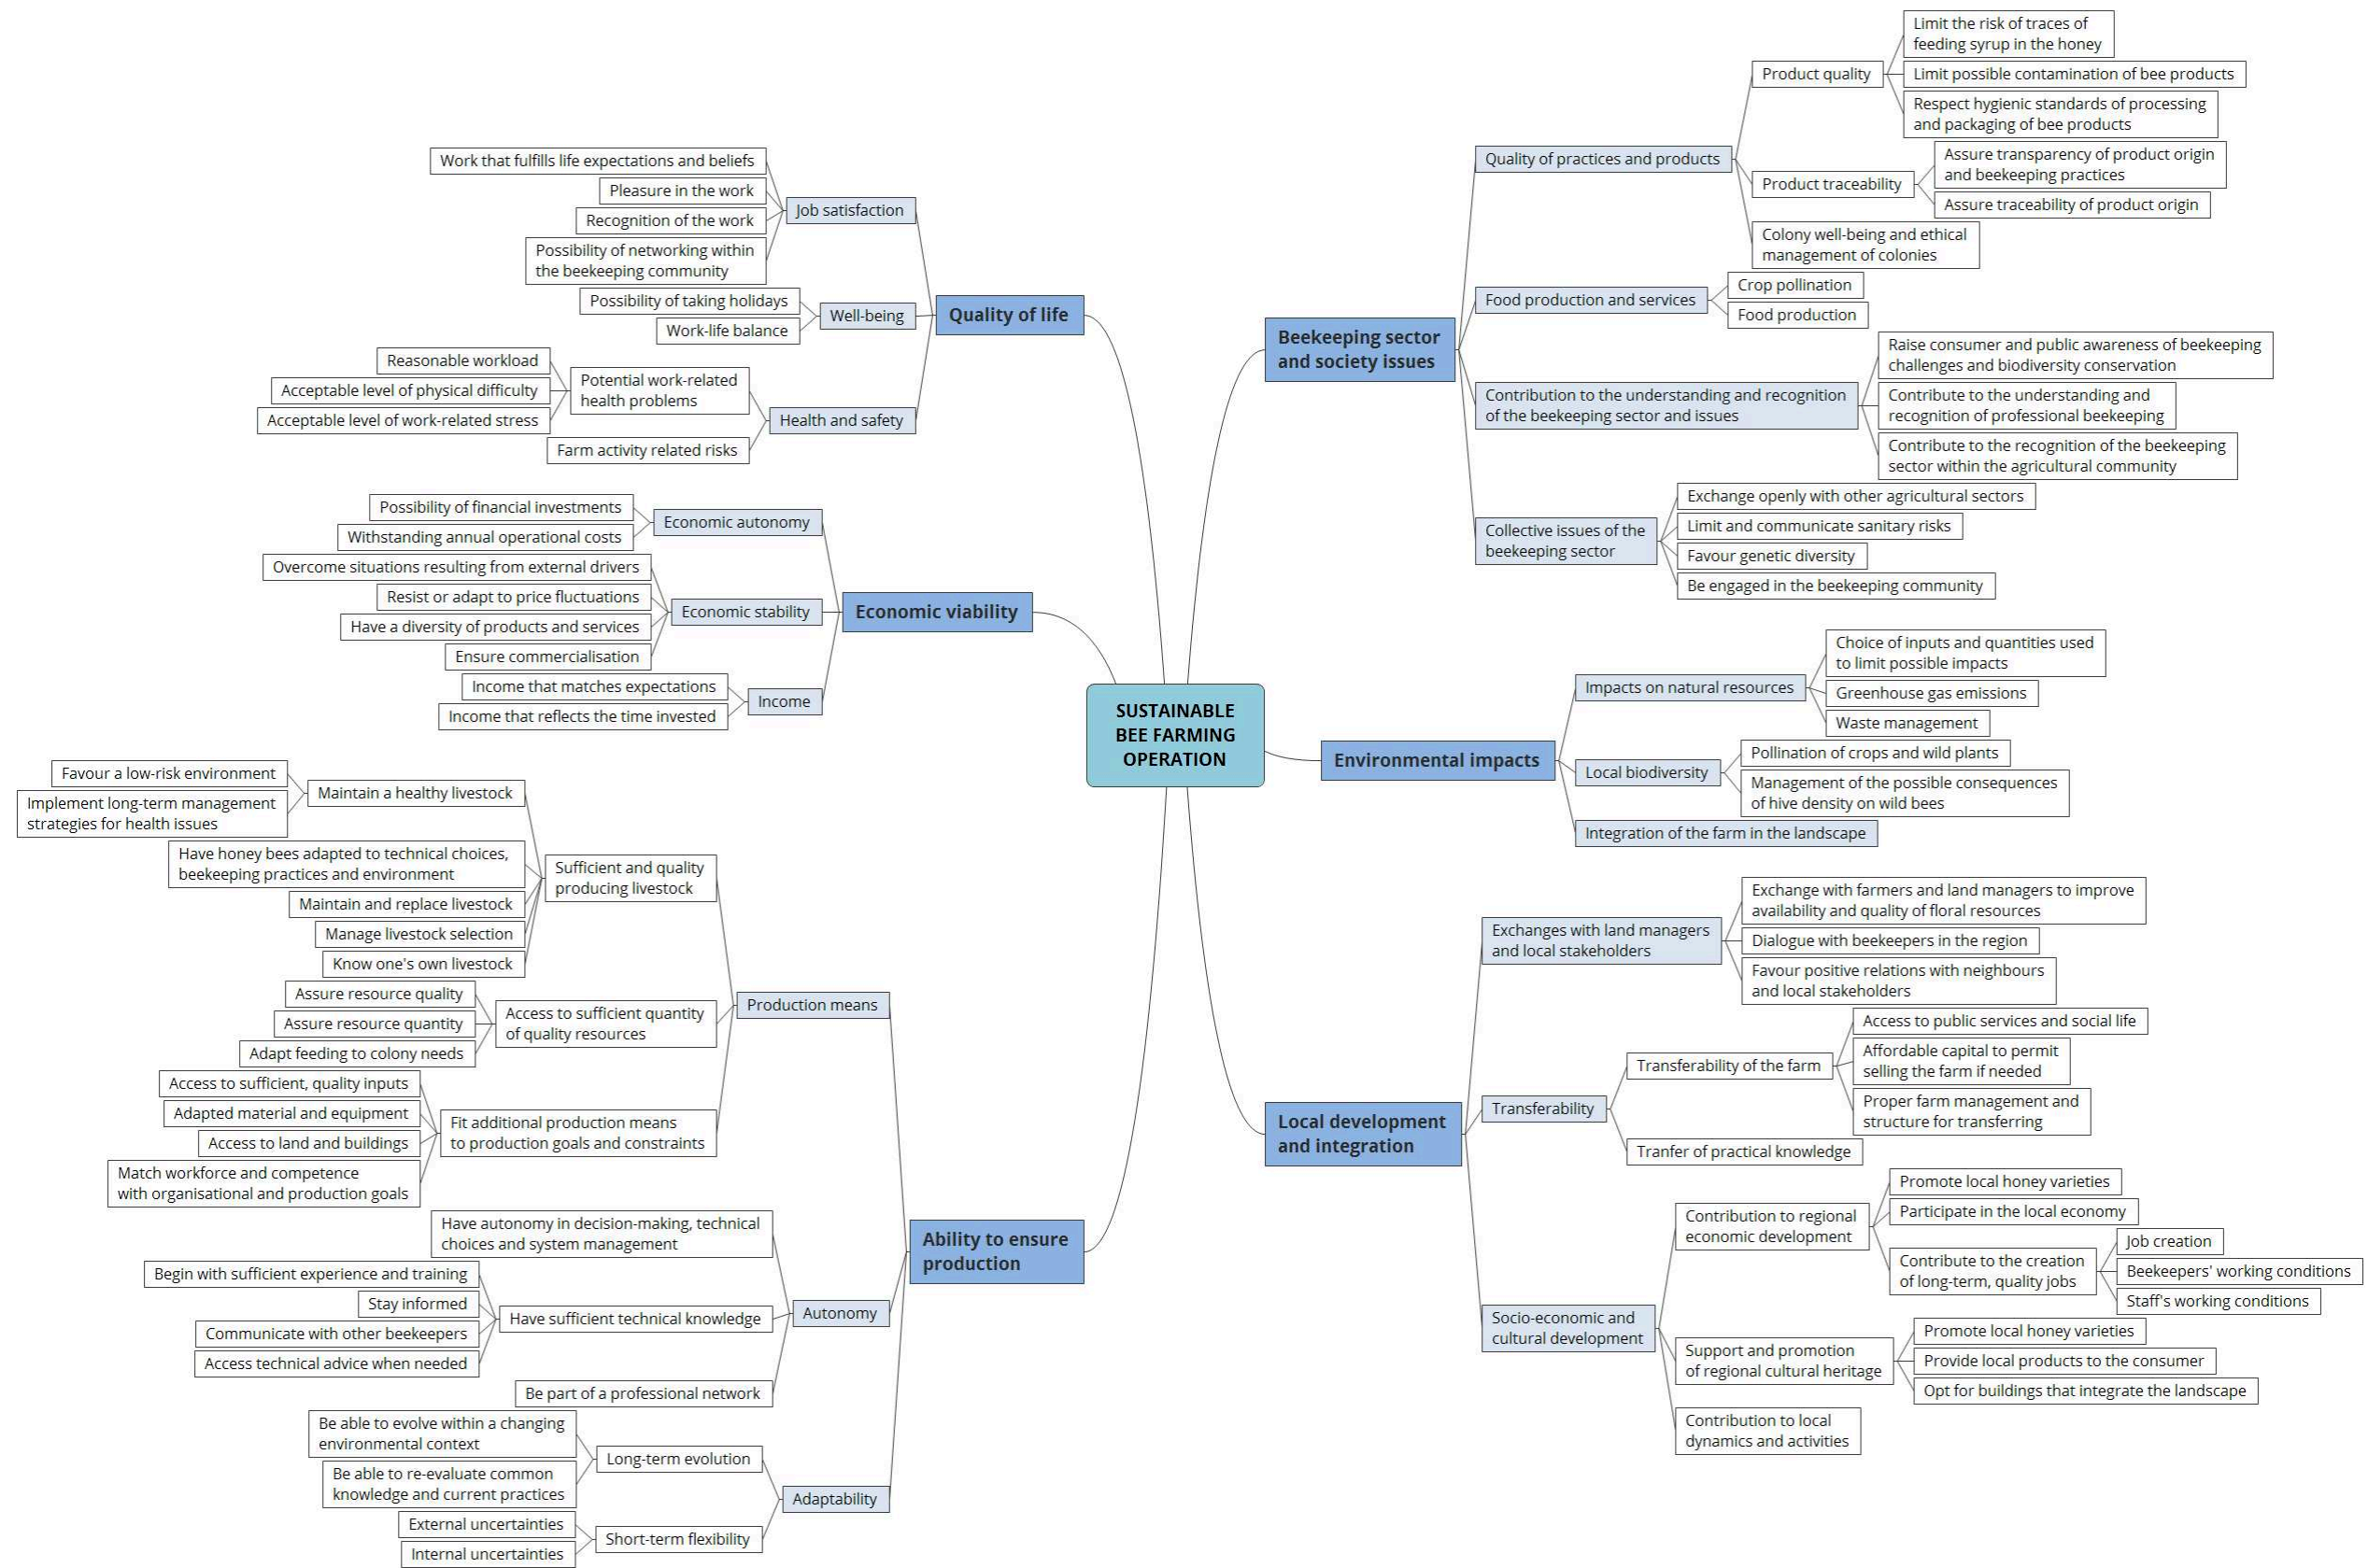 SUSTAINABLE
BEE FARMING
OPERATION
Quality of life
Job satisfaction
Work that fulfills life expectations and beliefs
Pleasure in the work
Recognition of the work
Possibility of networking within
the beekeeping community
Well-being
Possibility of taking holidays
Work-life balance
Health and safety
Potential work-related
health problems
Reasonable workload
Acceptable level of physical difficulty
Acceptable level of work-related stress
Farm activity related risks
Economic viability
Economic autonomy
Possibility of financial investments
Withstanding annual operational costs
Economic stability
Overcome situations resulting from external drivers
Resist or adapt to price fluctuations
Have a diversity of products and services
Ensure commercialisation
Income
Income that matches expectations
Income that reflects the time invested
Ability to ensure
production
Production means
Sufficient and quality
producing livestock
Maintain a healthy livestock
Favour a low-risk environment
Implement long-term management
strategies for health issues
Have honey bees adapted to technical choices,
beekeeping practices and environment
Maintain and replace livestock
Manage livestock selection
Know one's own livestock
Access to sufficient quantity
of quality resources
Assure resource quality
Assure resource quantity
Adapt feeding to colony needs
Fit additional production means
to production goals and constraints
Access to sufficient, quality inputs
Adapted material and equipment
Access to land and buildings
Match workforce and competence
with organisational and production goals
Autonomy
Have autonomy in decision-making, technical
choices and system management
Have sufficient technical knowledge
Begin with sufficient experience and training
Stay informed
Communicate with other beekeepers
Access technical advice when needed
Be part of a professional network
Adaptability
Long-term evolution
Be able to evolve within a changing
environmental context
Be able to re-evaluate common
knowledge and current practices
Short-term flexibility
External uncertainties
Internal uncertainties
Beekeeping sector
and society issues
Quality of practices and products
Product quality
Limit the risk of traces of
feeding syrup in the honey
Limit possible contamination of bee products
Respect hygienic standards of processing
and packaging of bee products
Product traceability
Assure transparency of product origin
and beekeeping practices
Assure traceability of product origin
Colony well-being and ethical
management of colonies
Food production and services
Crop pollination
Food production
Contribution to the understanding and recognition
of the beekeeping sector and issues
Raise consumer and public awareness of beekeeping
challenges and biodiversity conservation
Contribute to the understanding and
recognition of professional beekeeping
Contribute to the recognition of the beekeeping
sector within the agricultural community
Collective issues of the
beekeeping sector
Exchange openly with other agricultural sectors
Limit and communicate sanitary risks
Favour genetic diversity
Be engaged in the beekeeping community
Environmental impacts
Impacts on natural resources
Choice of inputs and quantities used
to limit possible impacts
Greenhouse gas emissions
Waste management
Local biodiversity
Pollination of crops and wild plants
Management of the possible consequences
of hive density on wild bees
Integration of the farm in the landscape
Local development
and integration
Exchanges with land managers
and local stakeholders
Exchange with farmers and land managers to improve
availability and quality of floral resources
Dialogue with beekeepers in the region
Favour positive relations with neighbours
and local stakeholders
Transferability
Transferability of the farm
Access to public services and social life
Affordable capital to permit
selling the farm if needed
Proper farm management and
structure for transferring
Tranfer of practical knowledge
Socio-economic and
cultural development
Contribution to regional
economic development
Promote local honey varieties
Participate in the local economy
Contribute to the creation
of long-term, quality jobs
Job creation
Beekeepers' working conditions
Staff's working conditions
Support and promotion
of regional cultural heritage
Promote local honey varieties
Provide local products to the consumer
Opt for buildings that integrate the landscape
Contribution to local
dynamics and activities